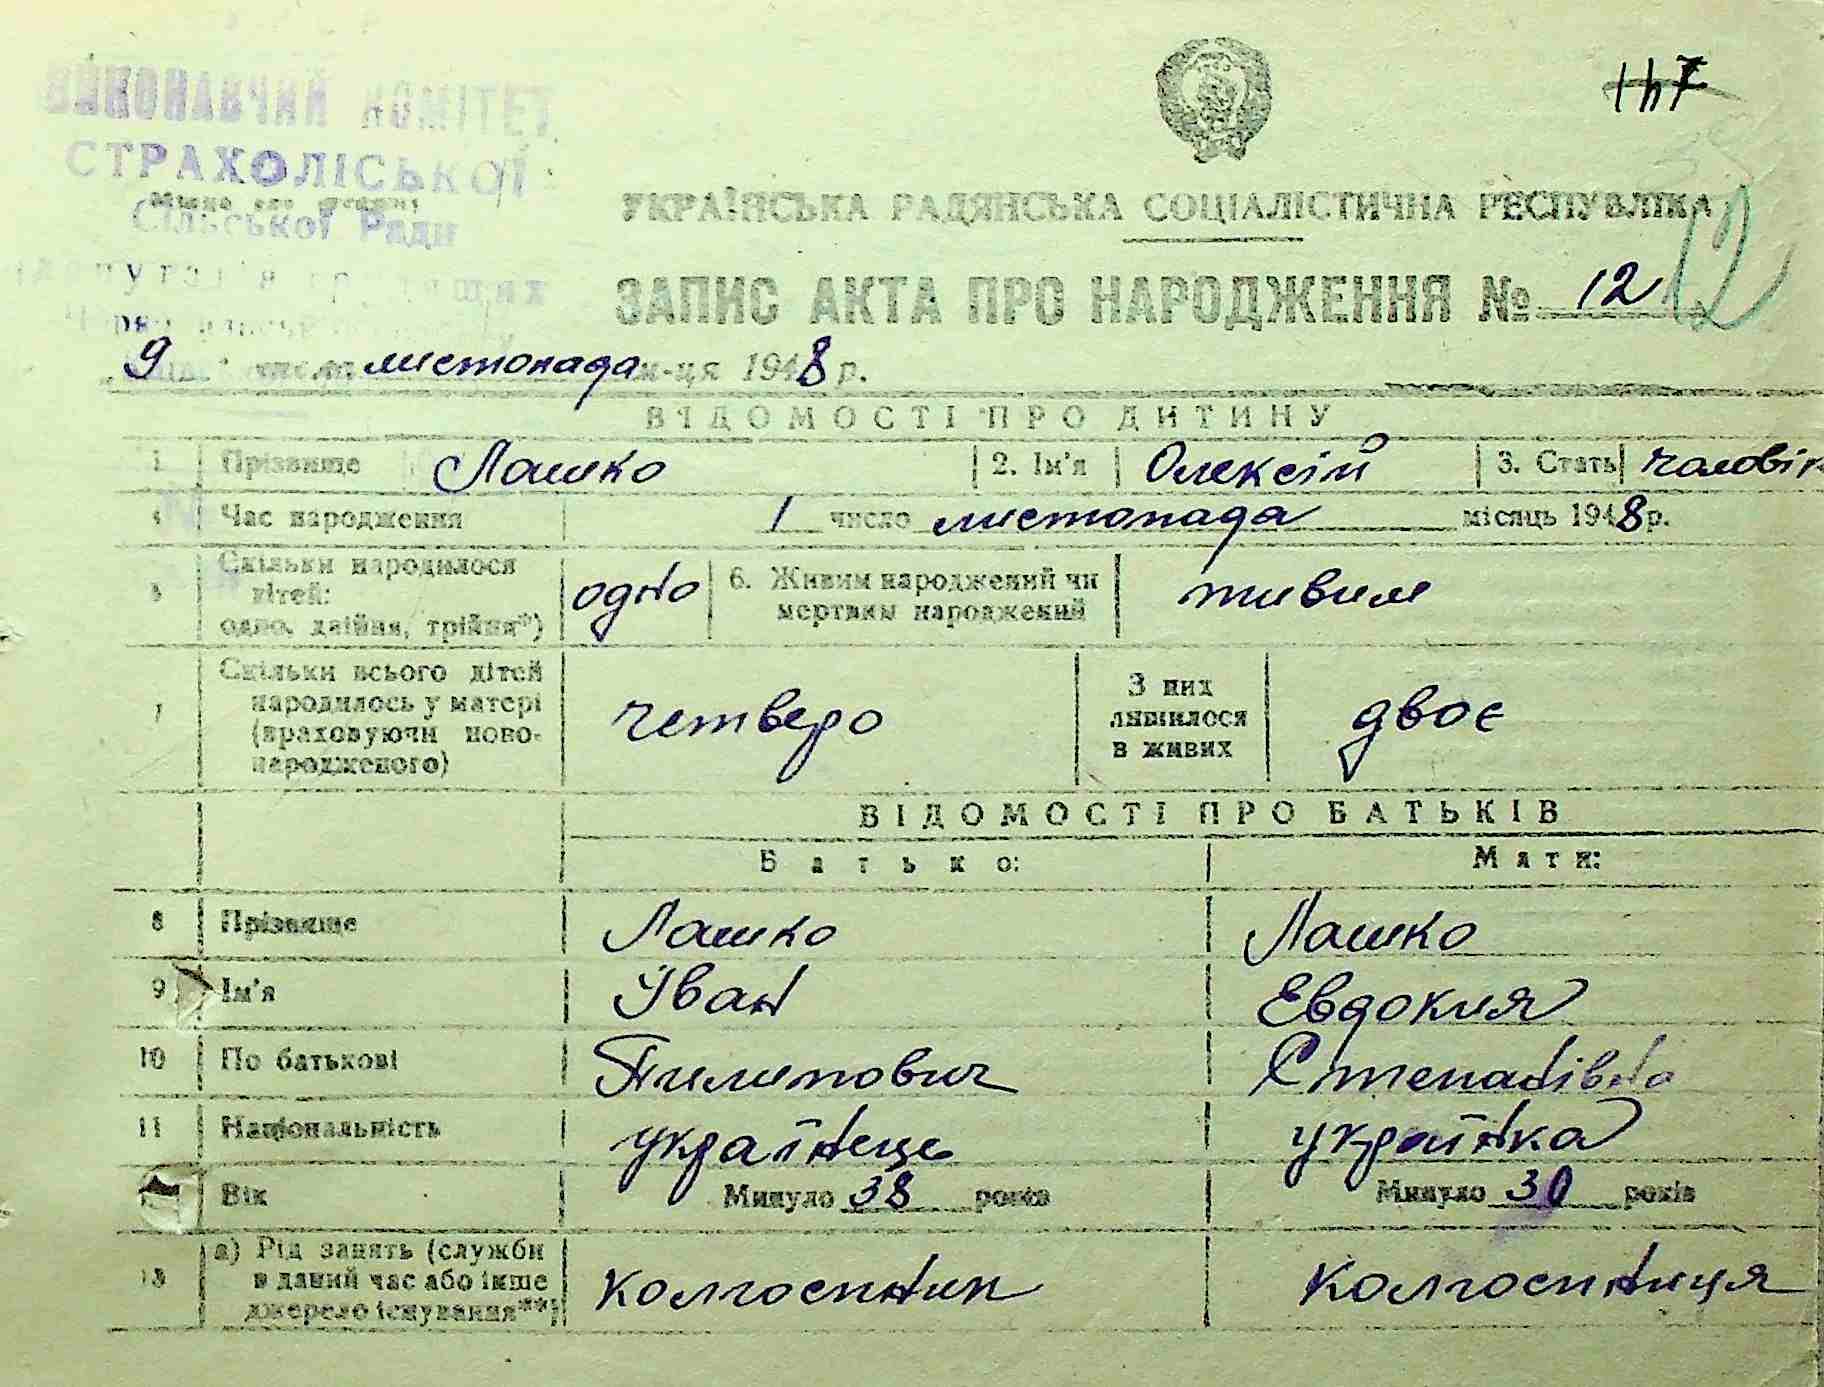 ВИКОНАВЧИЙ КОМІТЕТ
СТРАХОЛІСЬКОЇ
Сільської Ради
147
УКРАЇНСЬКА РАДЯНСЬКА СОЦІАЛІСТИЧНА РЕСПУБЛІКА
ЗАПИС АКТА ПРО НАРОДЖЕННЯ № 12 12
„9" числа листопада м-ця 1948 р.
ВІДОМОСТІ ПРО ДИТИНУ
1 Прізвище Лашко 2. Ім'я Олексій 3. Стать чоловік
4 Час народження 1 число листопада місяць 1948 р.
5 Скільки народилося дітей: одно, двійня, трійня*) одно 6. Живим народжений чи мертвим народжений живим
7 Скільки всього дітей народилось у матері (враховуючи новонародженого) четверо З них лишилося в живих двоє
ВІДОМОСТІ ПРО БАТЬКІВ
Батько: Мати:
8 Прізвище Лашко Лашко
9 Ім'я Іван Евдокия
10 По батькові Пилипович Степанівна
11 Національність українець українка
Вік Минуло 38 років Минуло 30 років
13 а) Рід занять (служби в даний час або інше джерело існування**) колгоспник колгоспниця